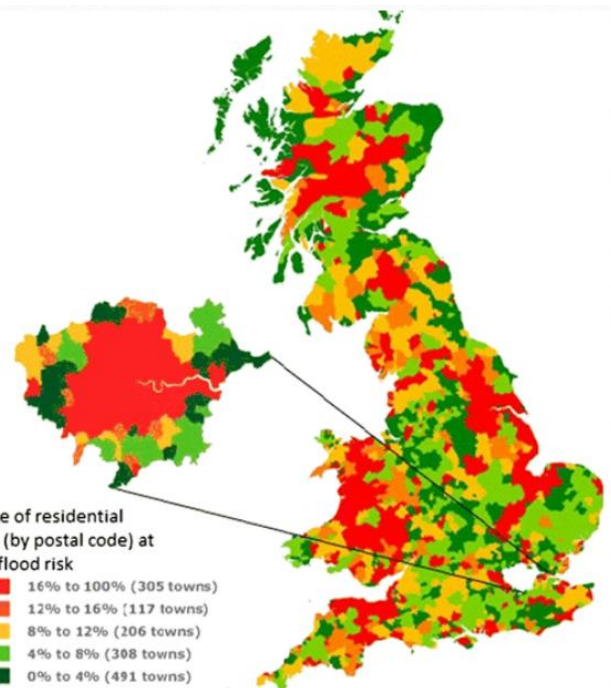 e of residential
(by postal code) at
flood risk
16% to 100% (305 towns)
12% to 16% (117 towns)
8% to 12% (206 towns)
4% to 8% (308 towns)
0% to 4% (491 towns)